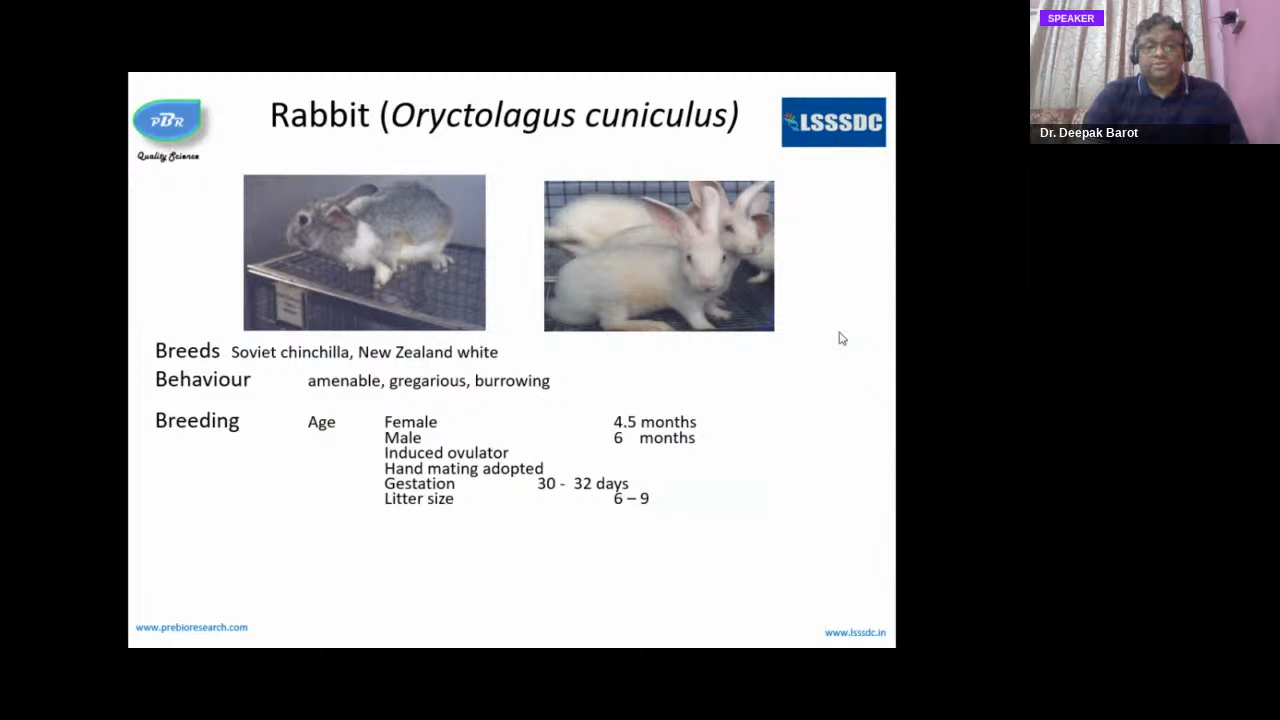 SPEAKER
Dr. Deepak Barot
PBR
Quality Science
Rabbit (Oryctolagus cuniculus)
LSSSDC
Breeds Soviet chinchilla, New Zealand white
Behaviour amenable, gregarious, burrowing
Breeding Age Female 4.5 months
Male 6 months
Induced ovulator
Hand mating adopted
Gestation 30 - 32 days
Litter size 6 – 9
www.prebioresearch.com
www.lsssdc.in